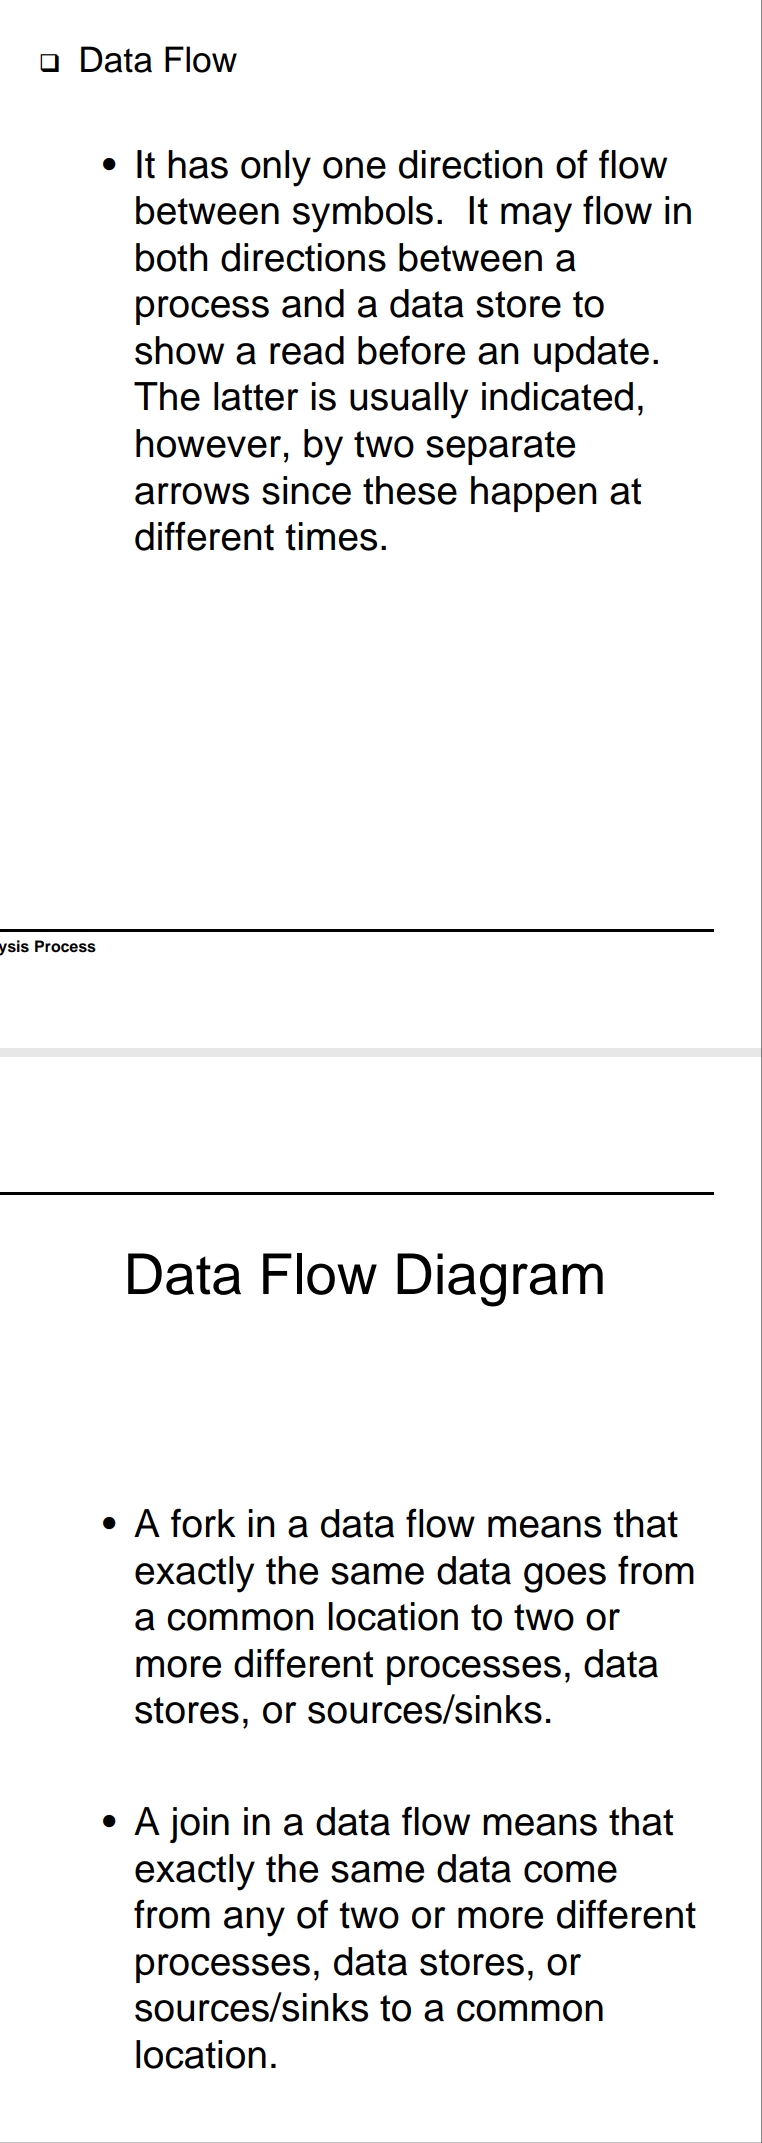 ❑ Data Flow
• It has only one direction of flow
between symbols.  It may flow in
both directions between a
process and a data store to
show a read before an update.
The latter is usually indicated,
however, by two separate
arrows since these happen at
different times.
ysis Process
Data Flow Diagram
• A fork in a data flow means that
exactly the same data goes from
a common location to two or
more different processes, data
stores, or sources/sinks.
• A join in a data flow means that
exactly the same data come
from any of two or more different
processes, data stores, or
sources/sinks to a common
location.